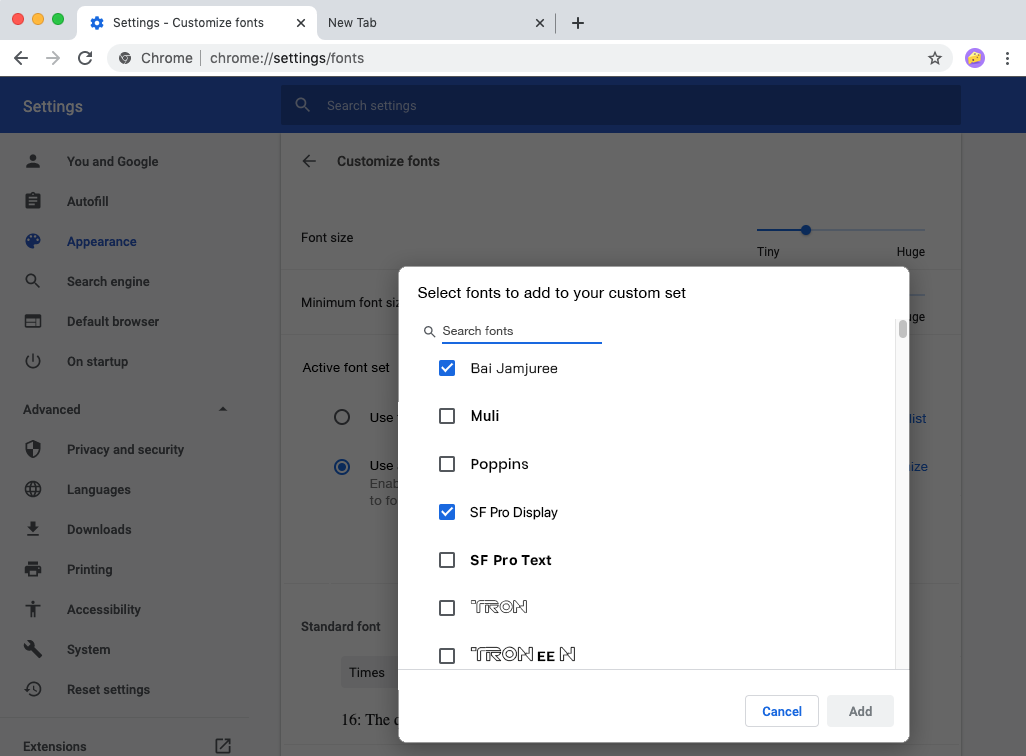 Settings - Customize fonts
New Tab
Chrome
chrome://settings/fonts
Settings
Search settings
You and Google
Autofill
Appearance
Search engine
Default browser
On startup
Advanced
Privacy and security
Languages
Downloads
Printing
Accessibility
System
Reset settings
Extensions
Customize fonts
Font size
Tiny Huge
Minimum font siz
uge
Active font set
Use
list
Use
ize
Enab
to fo
Standard font
Times
16: The
Select fonts to add to your custom set
Search fonts
Bai Jamjuree
Muli
Poppins
SF Pro Display
SF Pro Text
TRON
TRON EE N
Cancel
Add